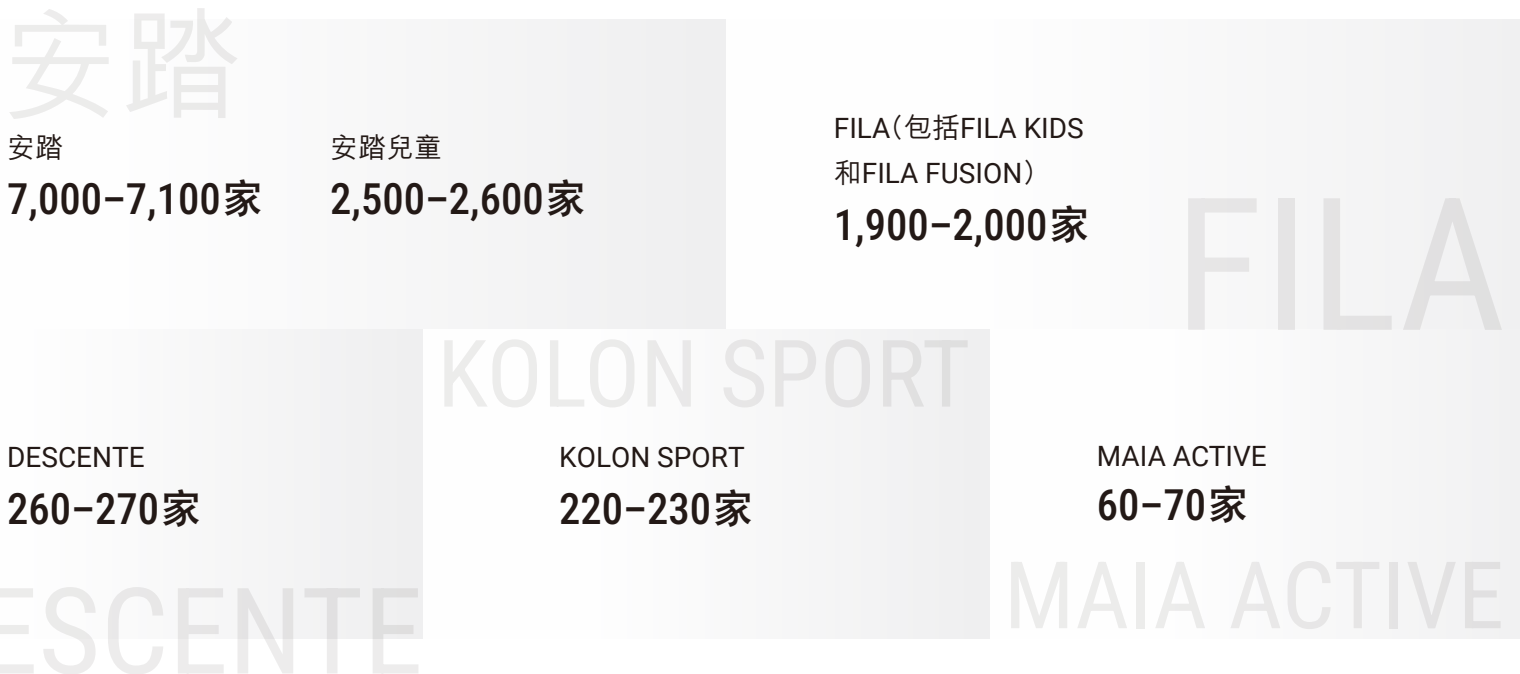 安踏
安踏
7,000–7,100家
安踏兒童
2,500–2,600家
FILA(包括FILA KIDS
和FILA FUSION)
1,900–2,000家
FILA
DESCENTE
260–270家
ESCENTE
KOLON SPORT
KOLON SPORT
220–230家
MAIA ACTIVE
60–70家
MAIA ACTIVE